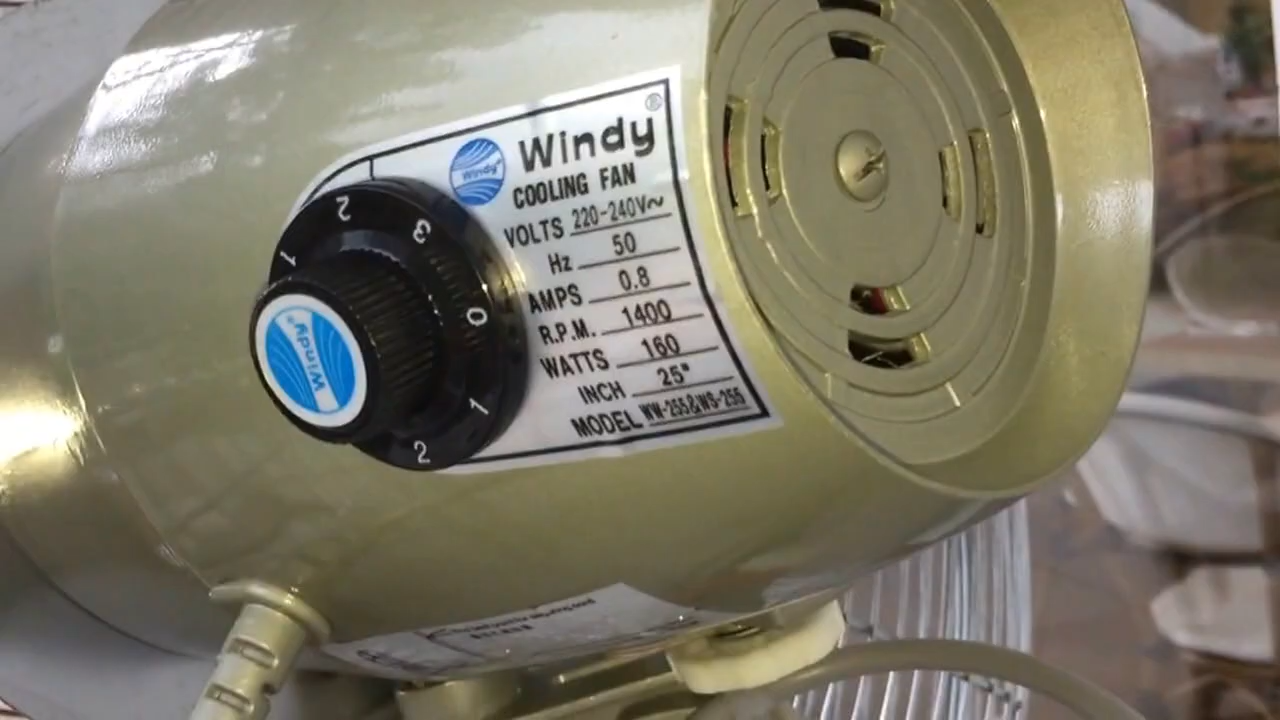 Windy®
Windy
COOLING FAN
VOLTS 220-240V~
Hz 50
AMPS 0.8
R.P.M. 1400
WATTS 160
INCH 25"
MODEL WW-255&WS-255
1 2 3 0 1 2
Windy®